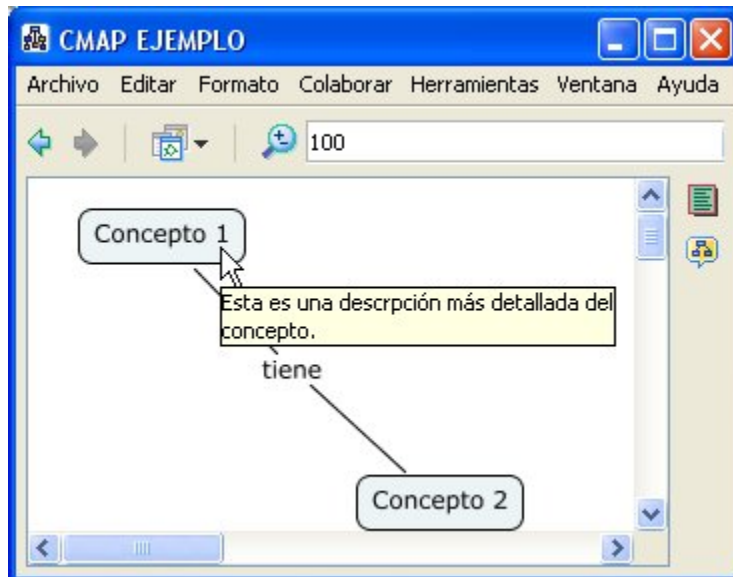 CMAP EJEMPLO
Archivo Editar Formato Colaborar Herramientas Ventana Ayuda
100
Concepto 1
Esta es una descrpción más detallada del
concepto.
tiene
Concepto 2